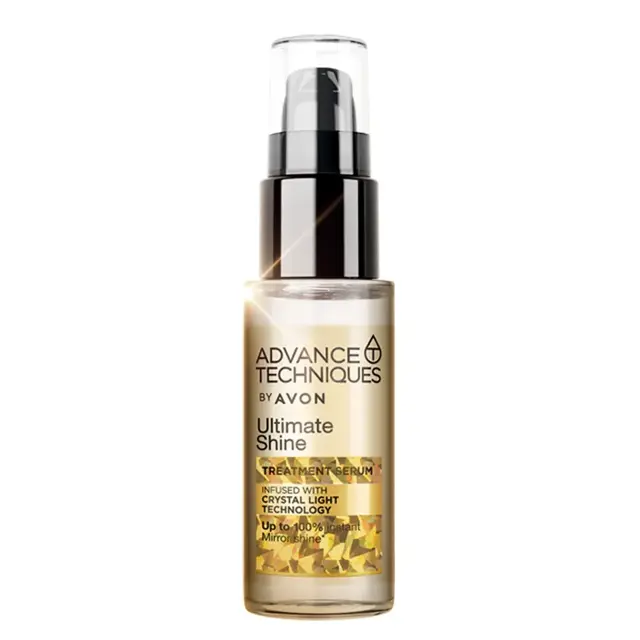 ADVANCE T
TECHNIQUES
BY AVON
Ultimate
Shine
TREATMENT SERUM
INFUSED WITH
CRYSTAL LIGHT
TECHNOLOGY
Up to 100% instant
Mirror shine*